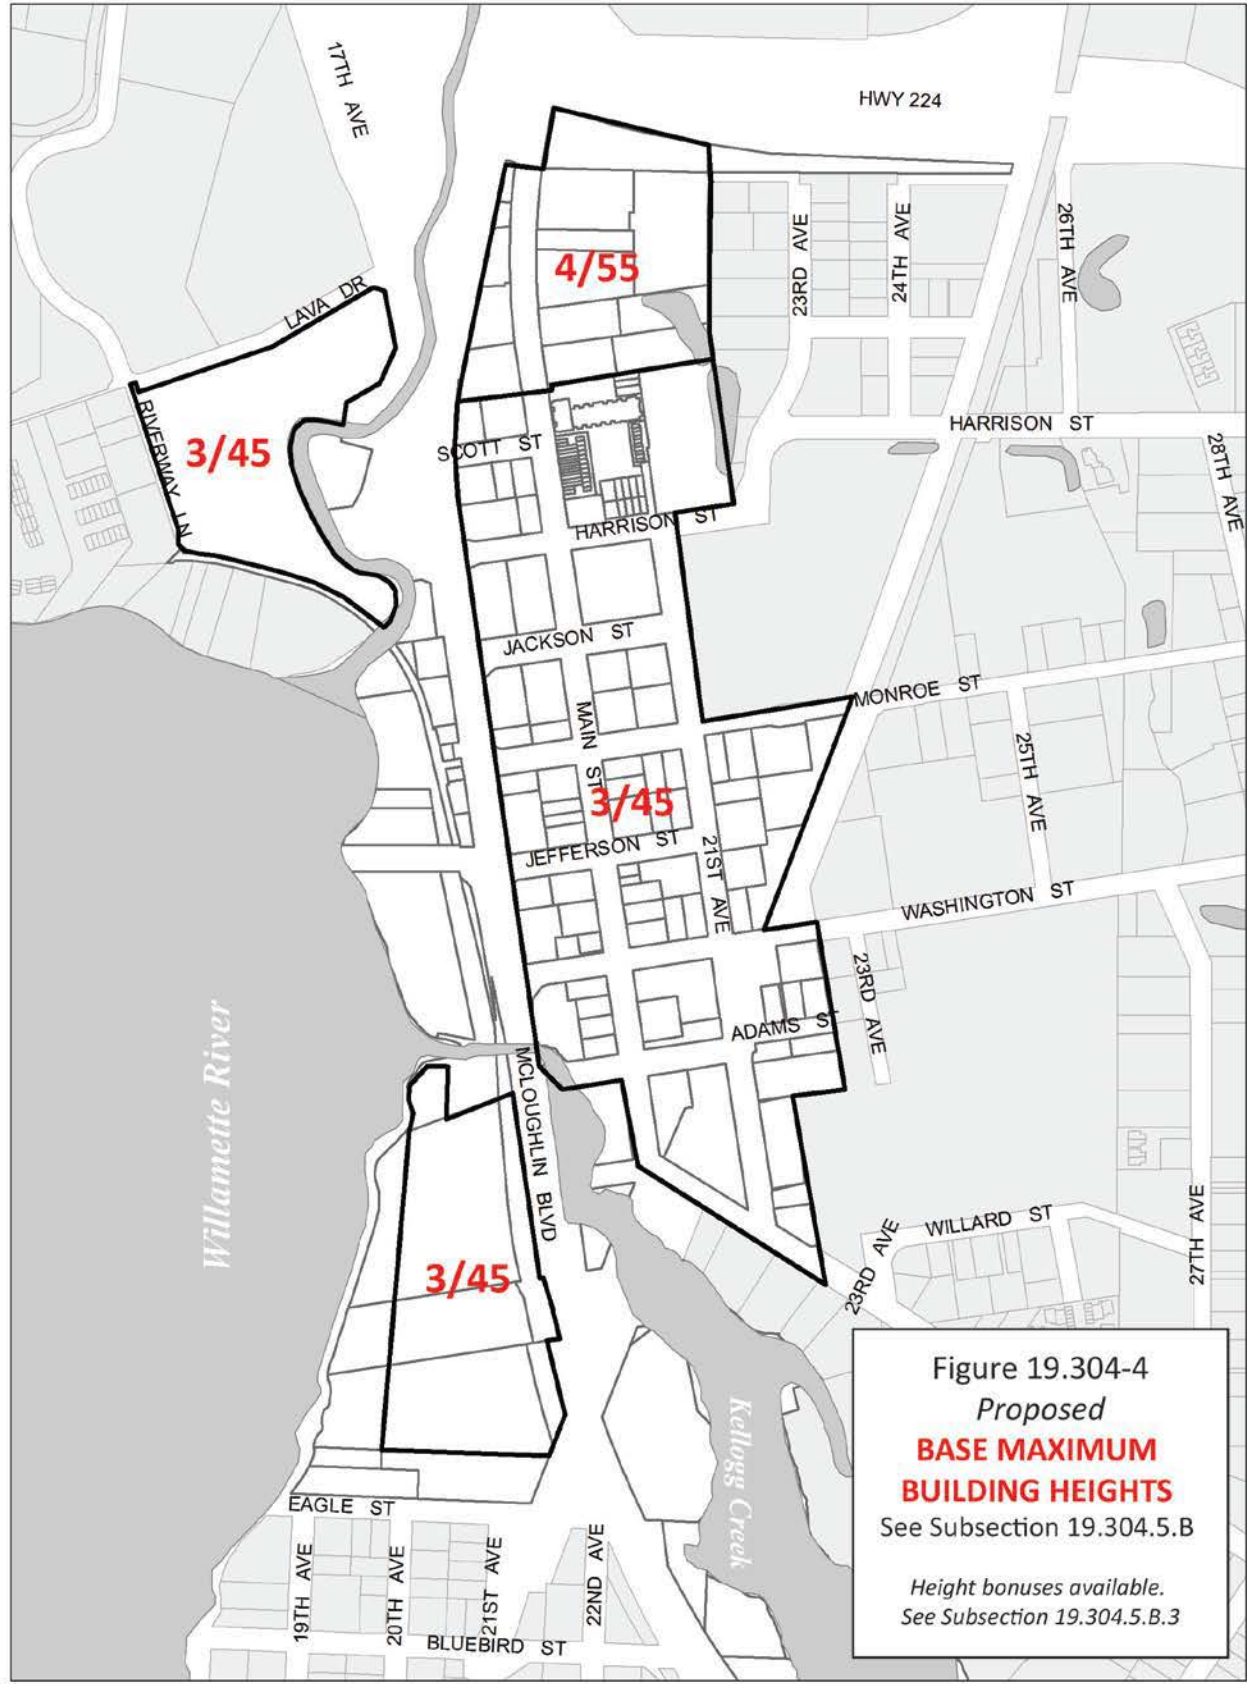 17TH AVE
HWY 224
26TH AVE
23RD AVE
24TH AVE
4/55
LAVA DR
RIVERWAY LN
3/45
SCOTT ST
HARRISON ST
28TH AVE
HARRISON ST
JACKSON ST
MONROE ST
MAIN ST
25TH AVE
3/45
JEFFERSON ST
21ST AVE
WASHINGTON ST
23RD AVE
ADAMS ST
Willamette River
MCLOUGHLIN BLVD
WILLARD ST
27TH AVE
23RD AVE
3/45
Kellogg Creek
EAGLE ST
19TH AVE
20TH AVE
21ST AVE
22ND AVE
BLUEBIRD ST
Figure 19.304-4
Proposed
BASE MAXIMUM
BUILDING HEIGHTS
See Subsection 19.304.5.B
Height bonuses available.
See Subsection 19.304.5.B.3